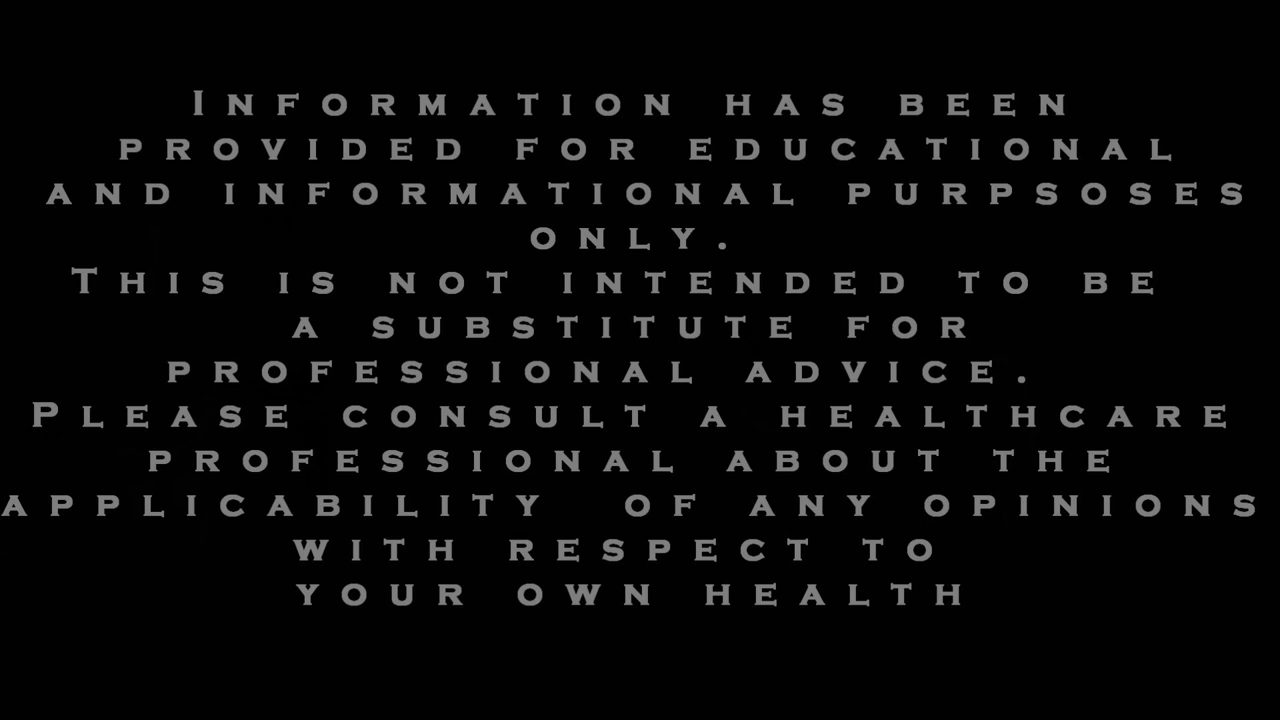 Information has been
provided for educational
and informational purpsoses
only.
This is not intended to be
a substitute for
professional advice.
Please consult a healthcare
professional about the
applicability of any opinions
with respect to
your own health